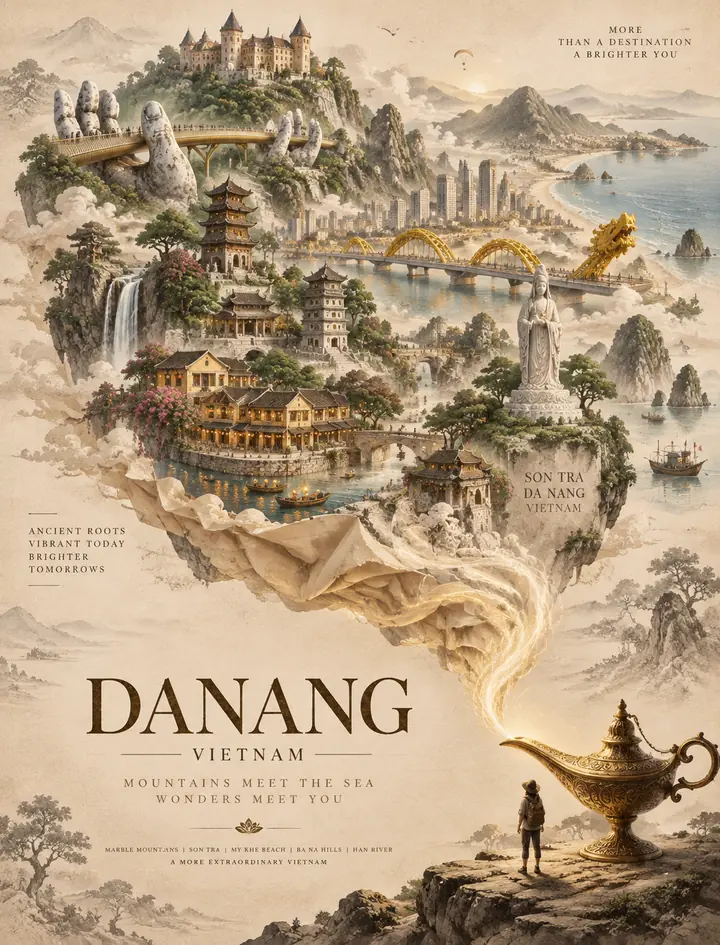 MORE
THAN A DESTINATION
A BRIGHTER YOU
SON TRA
DA NANG
VIETNAM
ANCIENT ROOTS
VIBRANT TODAY
BRIGHTER
TOMORROWS
DANANG
VIETNAM
MOUNTAINS MEET THE SEA
WONDERS MEET YOU
MARBLE MOUNTAINS | SON TRA | MY KHE BEACH | BA NA HILLS | HAN RIVER
A MORE EXTRAORDINARY VIETNAM